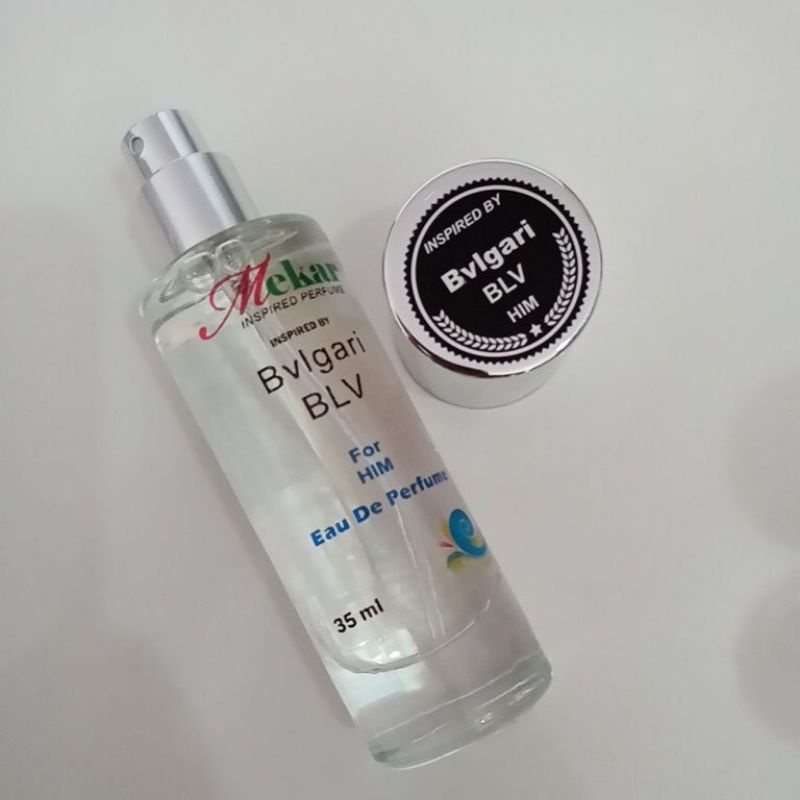 Mekar
INSPIRED PERFUME
INSPIRED BY
Bvlgari
BLV
For
HIM
Eau De Perfume
35 ml
INSPIRED BY
Bvlgari
BLV
HIM